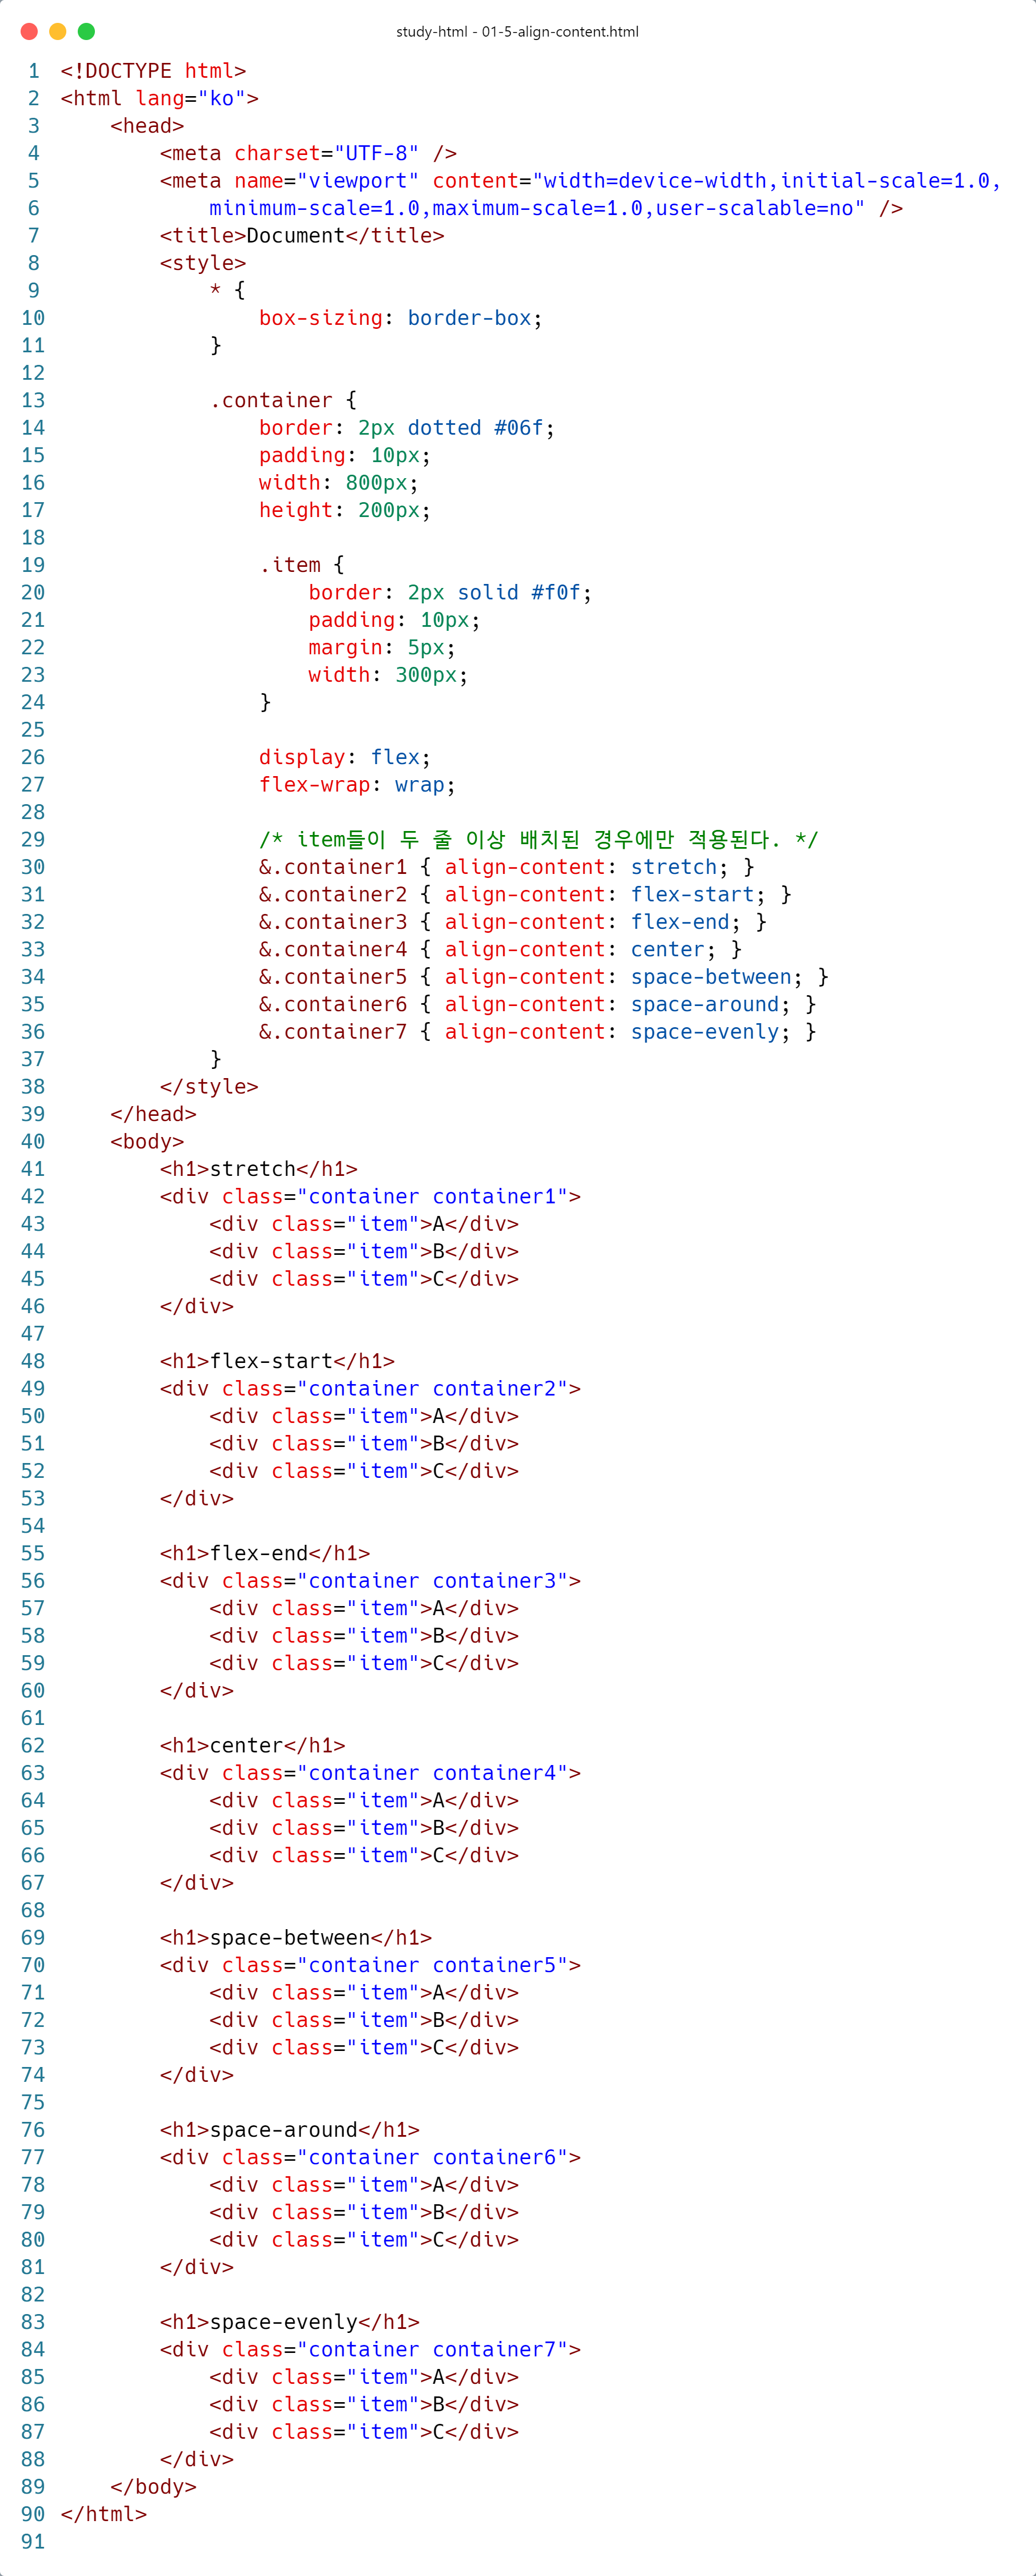 study-html - 01-5-align-content.html
1 <!DOCTYPE html>
2 <html lang="ko">
3     <head>
4         <meta charset="UTF-8" />
5         <meta name="viewport" content="width=device-width,initial-scale=1.0,
6             minimum-scale=1.0,maximum-scale=1.0,user-scalable=no" />
7         <title>Document</title>
8         <style>
9             * {
10                 box-sizing: border-box;
11             }
12
13             .container {
14                 border: 2px dotted #06f;
15                 padding: 10px;
16                 width: 800px;
17                 height: 200px;
18
19                 .item {
20                     border: 2px solid #f0f;
21                     padding: 10px;
22                     margin: 5px;
23                     width: 300px;
24                 }
25
26                 display: flex;
27                 flex-wrap: wrap;
28
29                 /* item들이 두 줄 이상 배치된 경우에만 적용된다. */
30                 &.container1 { align-content: stretch; }
31                 &.container2 { align-content: flex-start; }
32                 &.container3 { align-content: flex-end; }
33                 &.container4 { align-content: center; }
34                 &.container5 { align-content: space-between; }
35                 &.container6 { align-content: space-around; }
36                 &.container7 { align-content: space-evenly; }
37             }
38         </style>
39     </head>
40     <body>
41         <h1>stretch</h1>
42         <div class="container container1">
43             <div class="item">A</div>
44             <div class="item">B</div>
45             <div class="item">C</div>
46         </div>
47
48         <h1>flex-start</h1>
49         <div class="container container2">
50             <div class="item">A</div>
51             <div class="item">B</div>
52             <div class="item">C</div>
53         </div>
54
55         <h1>flex-end</h1>
56         <div class="container container3">
57             <div class="item">A</div>
58             <div class="item">B</div>
59             <div class="item">C</div>
60         </div>
61
62         <h1>center</h1>
63         <div class="container container4">
64             <div class="item">A</div>
65             <div class="item">B</div>
66             <div class="item">C</div>
67         </div>
68
69         <h1>space-between</h1>
70         <div class="container container5">
71             <div class="item">A</div>
72             <div class="item">B</div>
73             <div class="item">C</div>
74         </div>
75
76         <h1>space-around</h1>
77         <div class="container container6">
78             <div class="item">A</div>
79             <div class="item">B</div>
80             <div class="item">C</div>
81         </div>
82
83         <h1>space-evenly</h1>
84         <div class="container container7">
85             <div class="item">A</div>
86             <div class="item">B</div>
87             <div class="item">C</div>
88         </div>
89     </body>
90 </html>
91